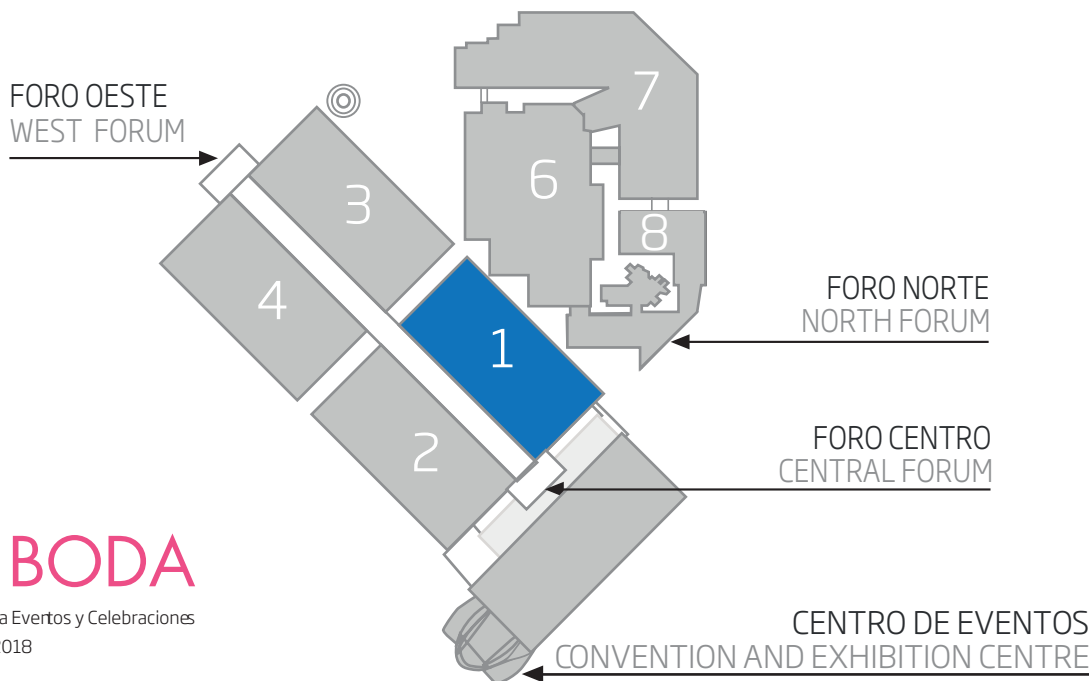 FORO OESTE
WEST FORUM
7
6
3
8
4
FORO NORTE
NORTH FORUM
1
FORO CENTRO
CENTRAL FORUM
2
BODA
a Eventos y Celebraciones
2018
CENTRO DE EVENTOS
CONVENTION AND EXHIBITION CENTRE